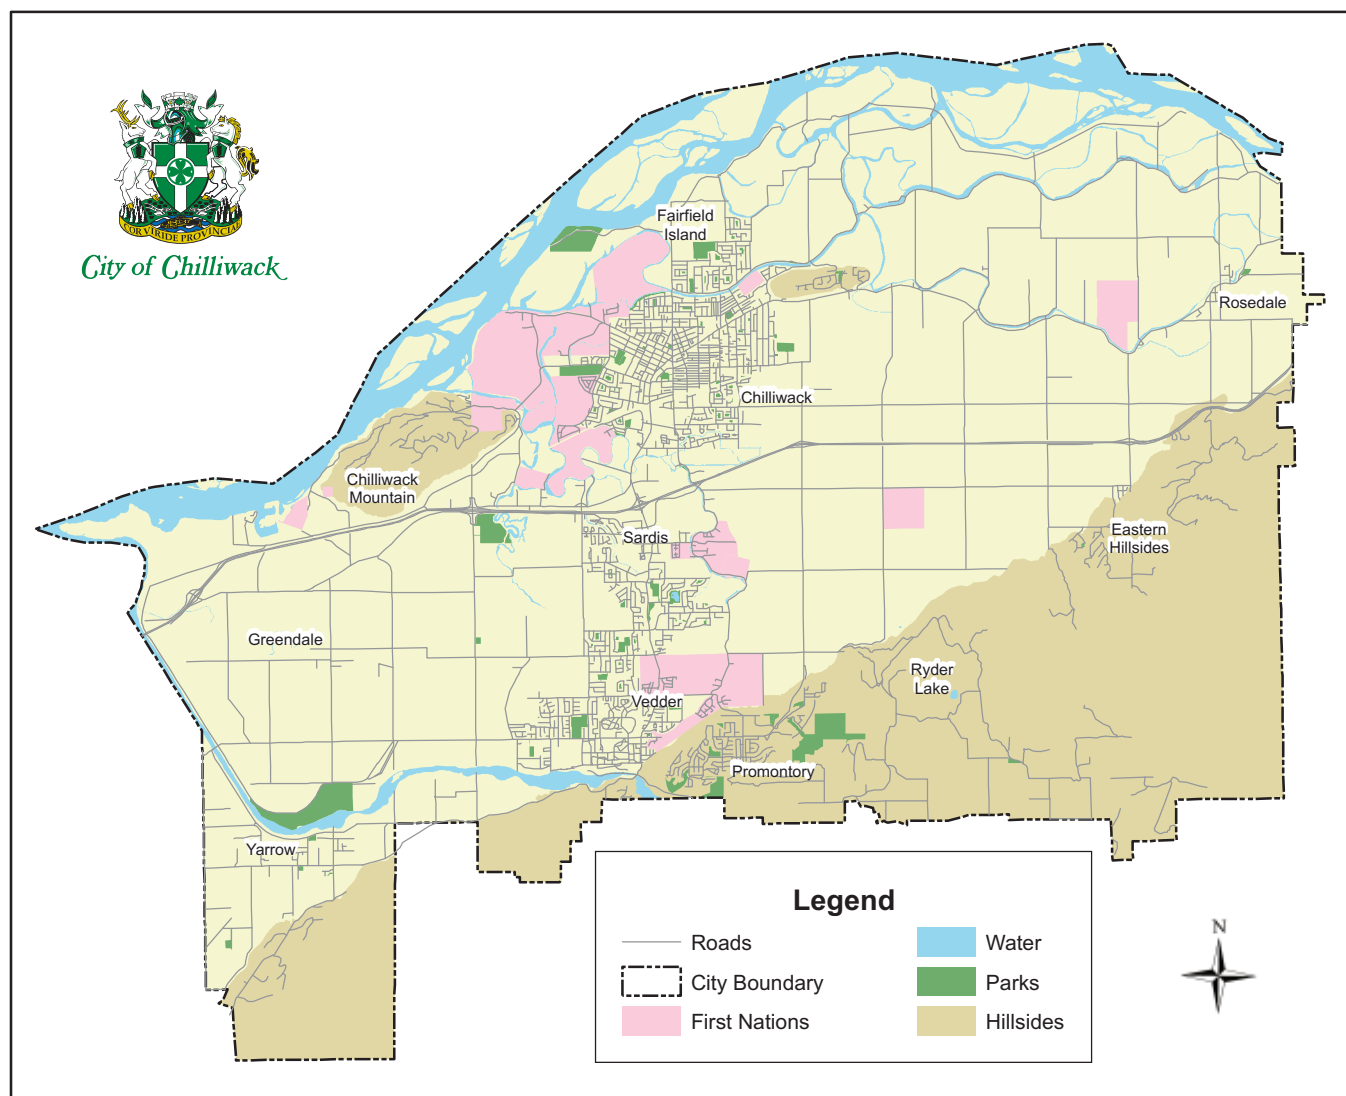 COR VIRIDE PROVINCIAE
City of Chilliwack
Fairfield
Island
Rosedale
Chilliwack
Chilliwack
Mountain
Sardis
Eastern
Hillsides
Greendale
Ryder
Lake
Vedder
Promontory
Yarrow
Legend
Roads
Water
City Boundary
Parks
First Nations
Hillsides
N